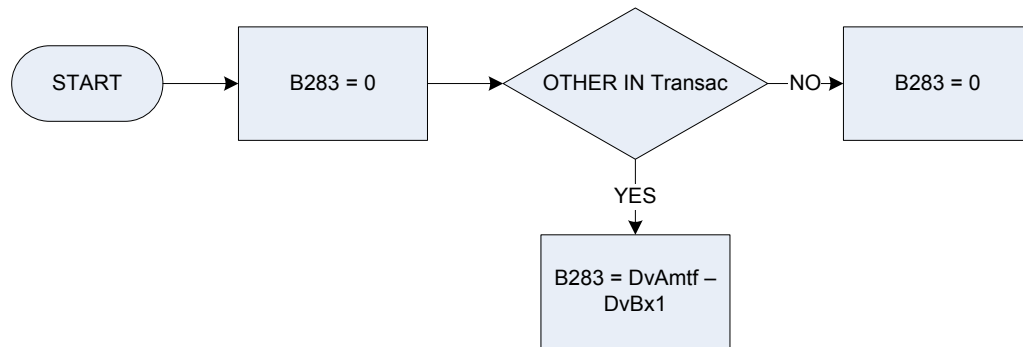 START
B283 = 0
OTHER IN Transac
NO
B283 = 0
YES
B283 = DvAmtf –
DvBx1